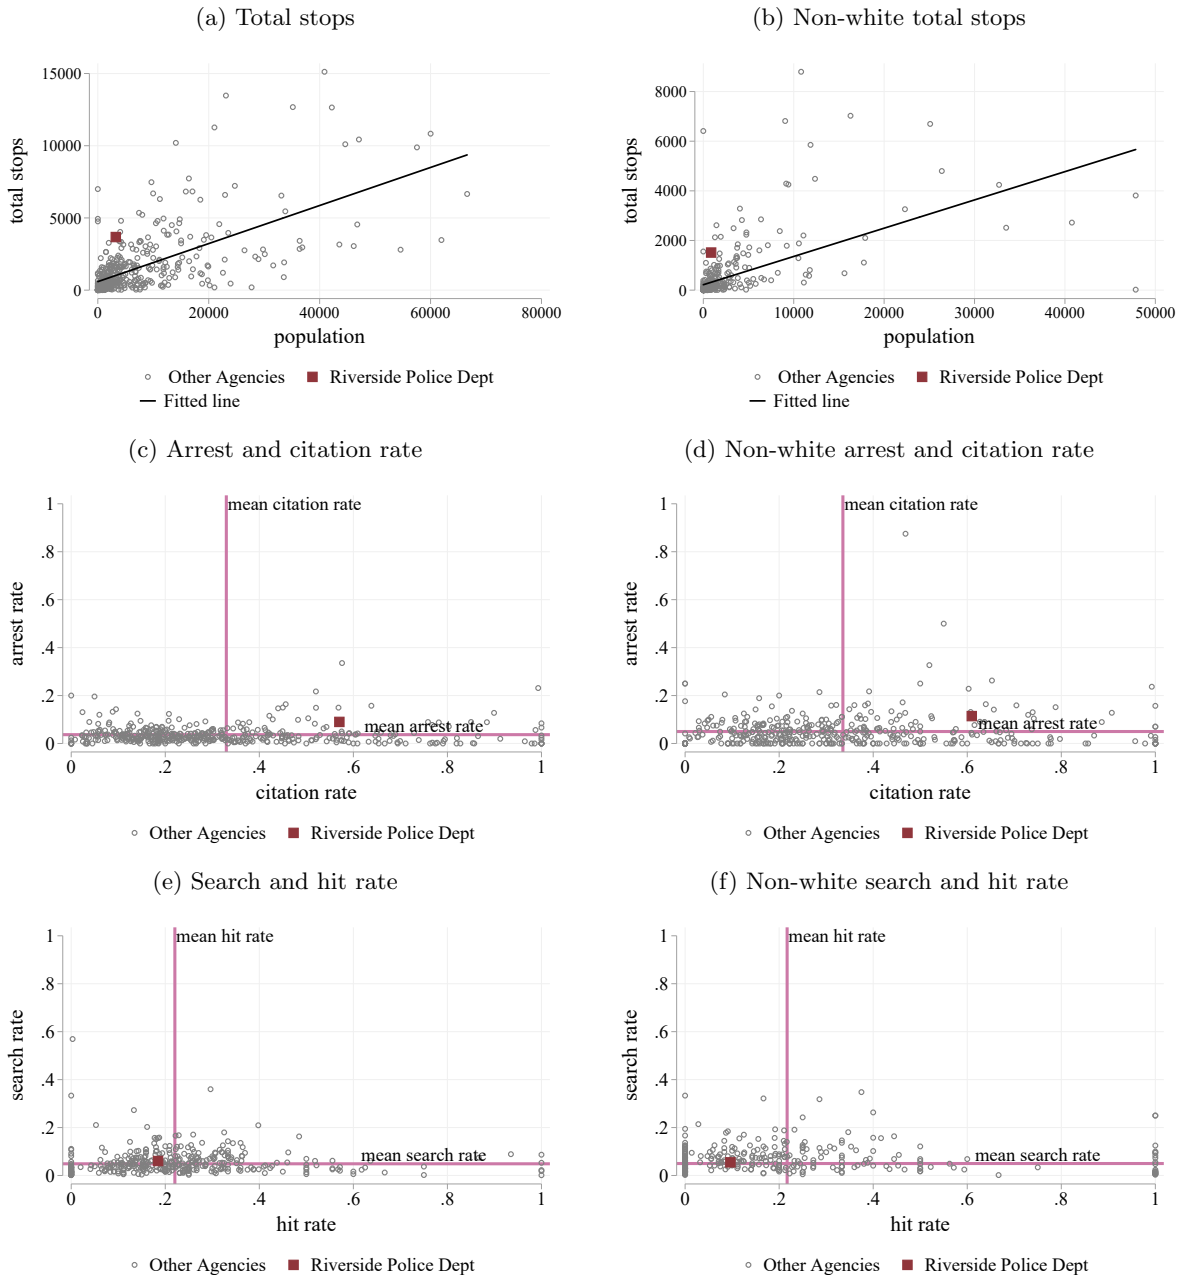 (a) Total stops
15000
10000
5000
0
total stops
0 20000 40000 60000 80000
population
Other Agencies Riverside Police Dept
Fitted line
(b) Non-white total stops
8000
6000
4000
2000
0
total stops
0 10000 20000 30000 40000 50000
population
Other Agencies Riverside Police Dept
Fitted line
(c) Arrest and citation rate
mean citation rate
1
.8
.6
.4
.2
0
arrest rate
mean arrest rate
0 .2 .4 .6 .8 1
citation rate
Other Agencies Riverside Police Dept
(d) Non-white arrest and citation rate
mean citation rate
1
.8
.6
.4
.2
0
arrest rate
mean arrest rate
0 .2 .4 .6 .8 1
citation rate
Other Agencies Riverside Police Dept
(e) Search and hit rate
mean hit rate
1
.8
.6
.4
.2
0
search rate
mean search rate
0 .2 .4 .6 .8 1
hit rate
Other Agencies Riverside Police Dept
(f) Non-white search and hit rate
mean hit rate
1
.8
.6
.4
.2
0
search rate
mean search rate
0 .2 .4 .6 .8 1
hit rate
Other Agencies Riverside Police Dept